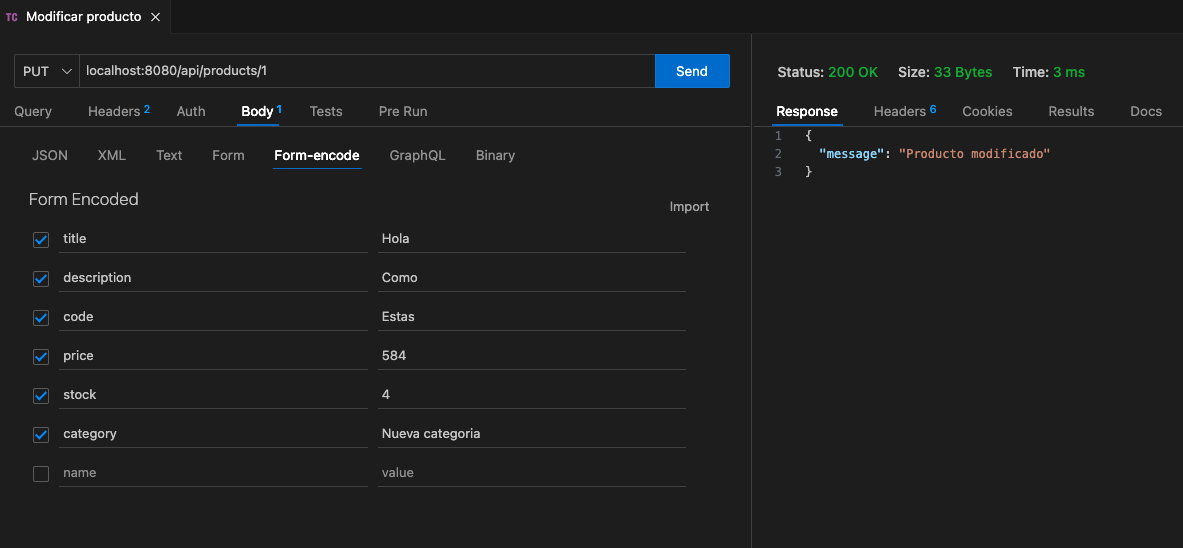 TC Modificar producto
PUT localhost:8080/api/products/1 Send
Query Headers 2 Auth Body 1 Tests Pre Run
JSON XML Text Form Form-encode GraphQL Binary
Form Encoded
Import
title Hola
description Como
code Estas
price 584
stock 4
category Nueva categoria
name value
Status: 200 OK Size: 33 Bytes Time: 3 ms
Response Headers 6 Cookies Results Docs
1 {
2 "message": "Producto modificado"
3 }